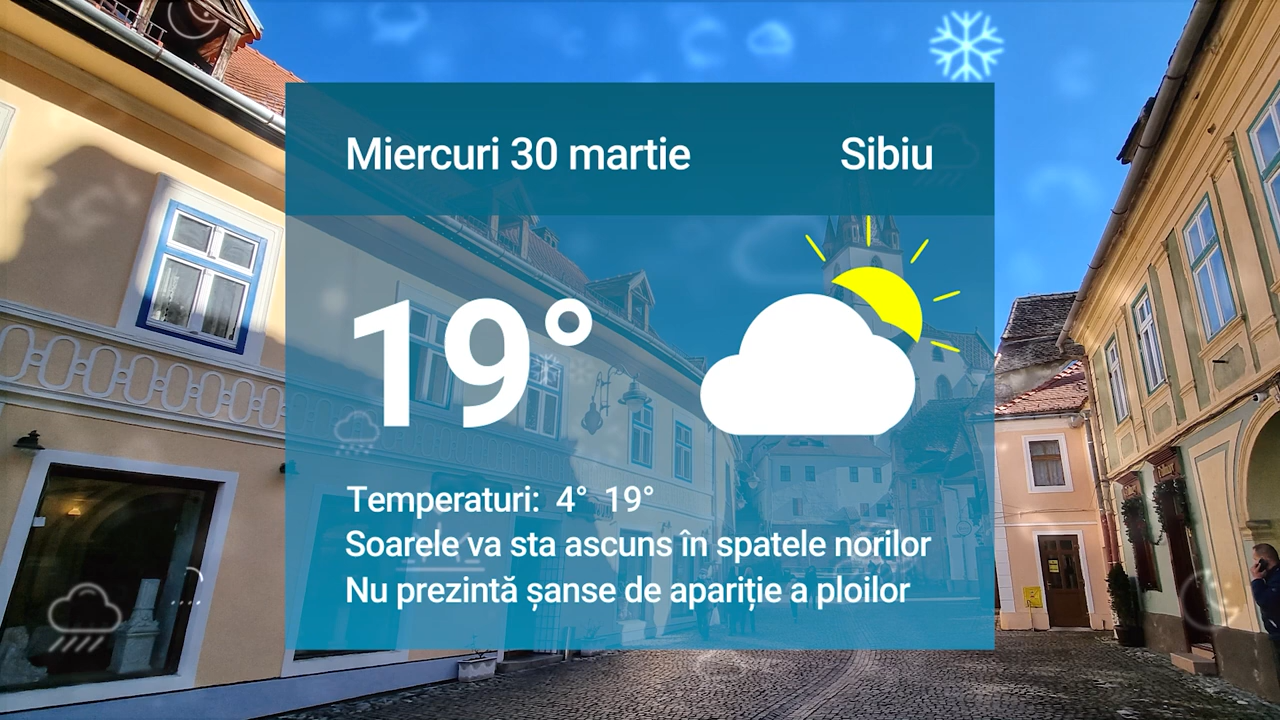 Miercuri 30 martie Sibiu
19°
Temperaturi: 4° 19°
Soarele va sta ascuns în spatele norilor
Nu prezintă șanse de apariție a ploilor